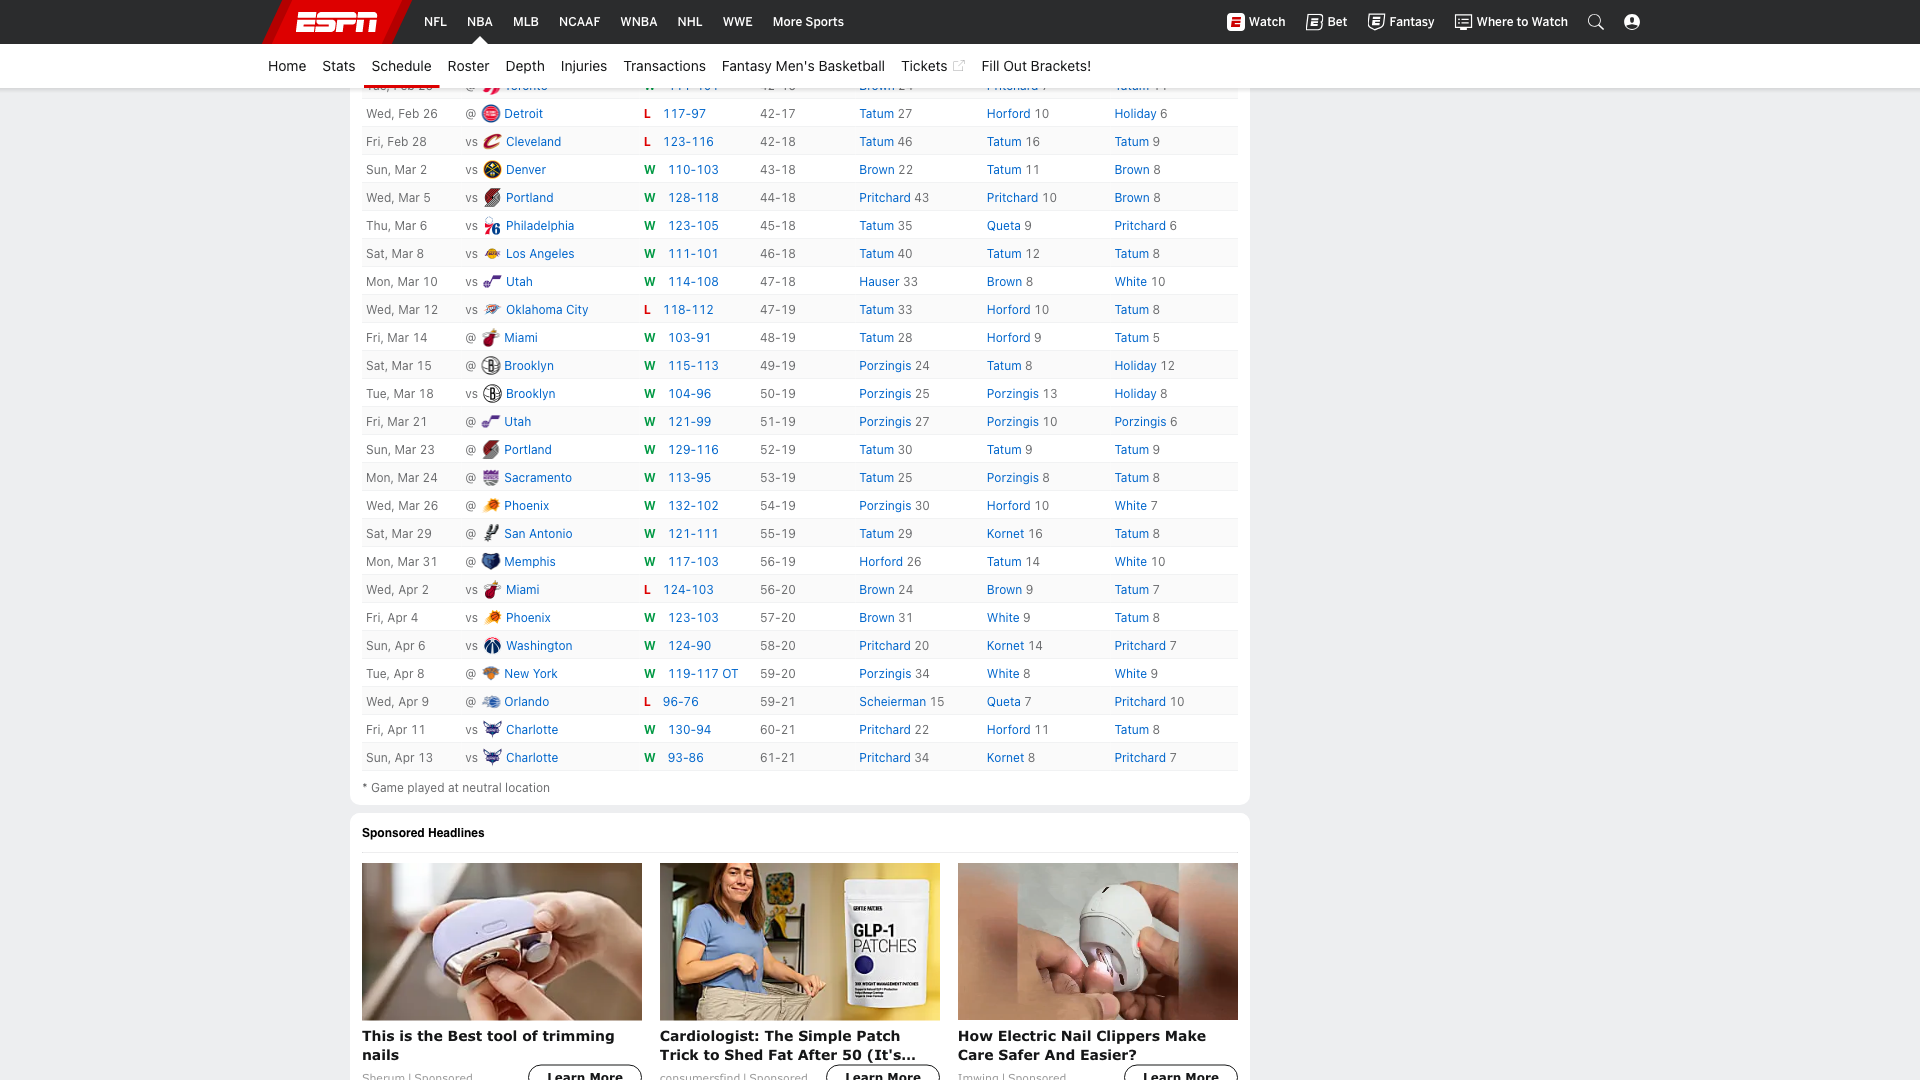 ESPN NFL NBA MLB NCAAF WNBA NHL WWE More Sports Watch Bet Fantasy Where to Watch
Home Stats Schedule Roster Depth Injuries Transactions Fantasy Men's Basketball Tickets Fill Out Brackets!
Wed, Feb 26 @ Detroit L 117-97 42-17 Tatum 27 Horford 10 Holiday 6
Fri, Feb 28 vs Cleveland L 123-116 42-18 Tatum 46 Tatum 16 Tatum 9
Sun, Mar 2 vs Denver W 110-103 43-18 Brown 22 Tatum 11 Brown 8
Wed, Mar 5 vs Portland W 128-118 44-18 Pritchard 43 Pritchard 10 Brown 8
Thu, Mar 6 vs Philadelphia W 123-105 45-18 Tatum 35 Queta 9 Pritchard 6
Sat, Mar 8 vs Los Angeles W 111-101 46-18 Tatum 40 Tatum 12 Tatum 8
Mon, Mar 10 vs Utah W 114-108 47-18 Hauser 33 Brown 8 White 10
Wed, Mar 12 vs Oklahoma City L 118-112 47-19 Tatum 33 Horford 10 Tatum 8
Fri, Mar 14 @ Miami W 103-91 48-19 Tatum 28 Horford 9 Tatum 5
Sat, Mar 15 @ Brooklyn W 115-113 49-19 Porzingis 24 Tatum 8 Holiday 12
Tue, Mar 18 vs Brooklyn W 104-96 50-19 Porzingis 25 Porzingis 13 Holiday 8
Fri, Mar 21 @ Utah W 121-99 51-19 Porzingis 27 Porzingis 10 Porzingis 6
Sun, Mar 23 @ Portland W 129-116 52-19 Tatum 30 Tatum 9 Tatum 9
Mon, Mar 24 @ Sacramento W 113-95 53-19 Tatum 25 Porzingis 8 Tatum 8
Wed, Mar 26 @ Phoenix W 132-102 54-19 Porzingis 30 Horford 10 White 7
Sat, Mar 29 @ San Antonio W 121-111 55-19 Tatum 29 Kornet 16 Tatum 8
Mon, Mar 31 @ Memphis W 117-103 56-19 Horford 26 Tatum 14 White 10
Wed, Apr 2 vs Miami L 124-103 56-20 Brown 24 Brown 9 Tatum 7
Fri, Apr 4 vs Phoenix W 123-103 57-20 Brown 31 White 9 Tatum 8
Sun, Apr 6 vs Washington W 124-90 58-20 Pritchard 20 Kornet 14 Pritchard 7
Tue, Apr 8 @ New York W 119-117 OT 59-20 Porzingis 34 White 8 White 9
Wed, Apr 9 @ Orlando L 96-76 59-21 Scheierman 15 Queta 7 Pritchard 10
Fri, Apr 11 vs Charlotte W 130-94 60-21 Pritchard 22 Horford 11 Tatum 8
Sun, Apr 13 vs Charlotte W 93-86 61-21 Pritchard 34 Kornet 8 Pritchard 7
* Game played at neutral location
Sponsored Headlines
GENTLE PATCHES
GLP-1
PATCHES
This is the Best tool of trimming
nails
Sherum | Sponsored
Learn More
Cardiologist: The Simple Patch
Trick to Shed Fat After 50 (It's...
consumersfind | Sponsored
Learn More
How Electric Nail Clippers Make
Care Safer And Easier?
Imwing | Sponsored
Learn More